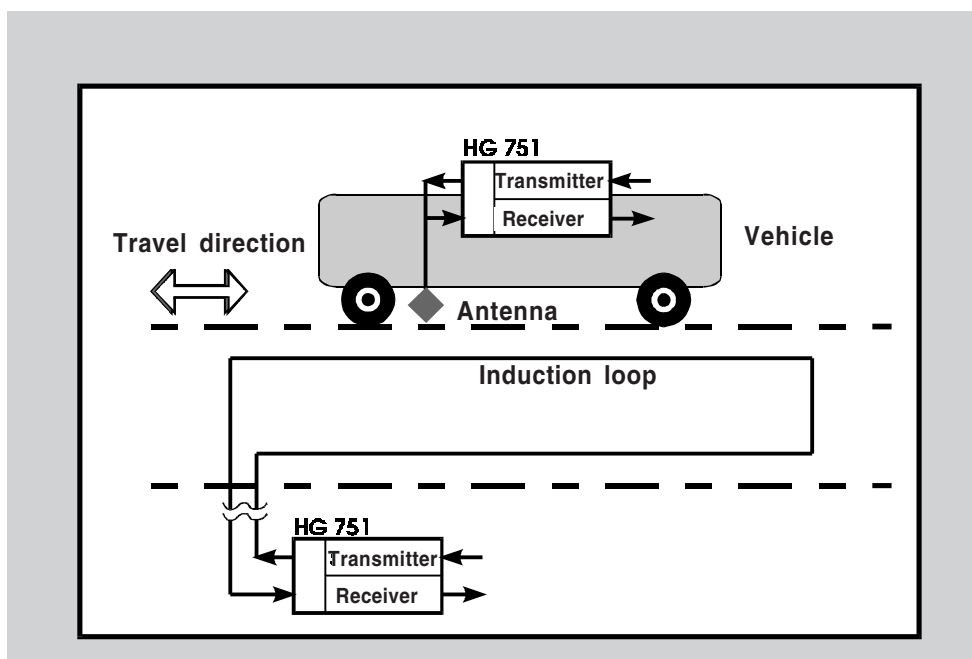 HG 751
Transmitter
Receiver
Travel direction
Vehicle
Antenna
Induction loop
HG 751
Transmitter
Receiver